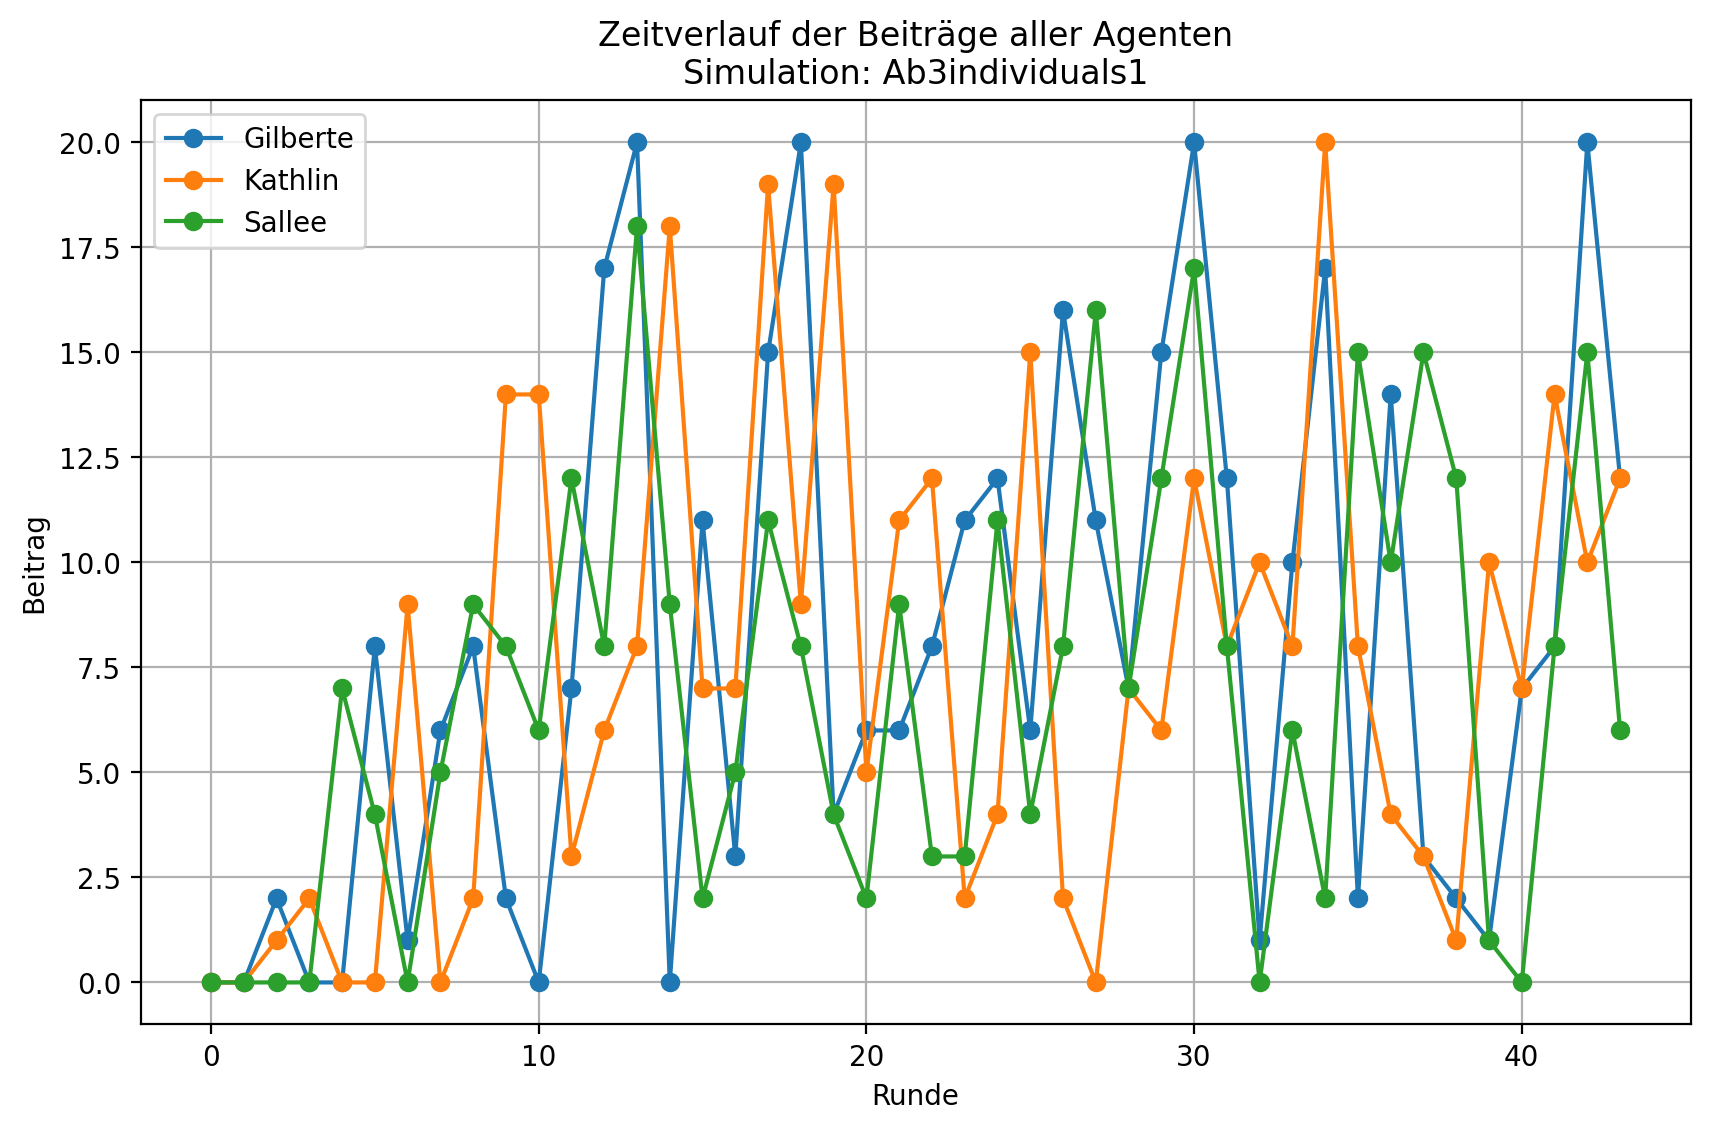 Zeitverlauf der Beiträge aller Agenten
Simulation: Ab3individuals1
Gilberte
Kathlin
Sallee
20.0
17.5
15.0
12.5
10.0
7.5
5.0
2.5
0.0
Beitrag
0 10 20 30 40
Runde